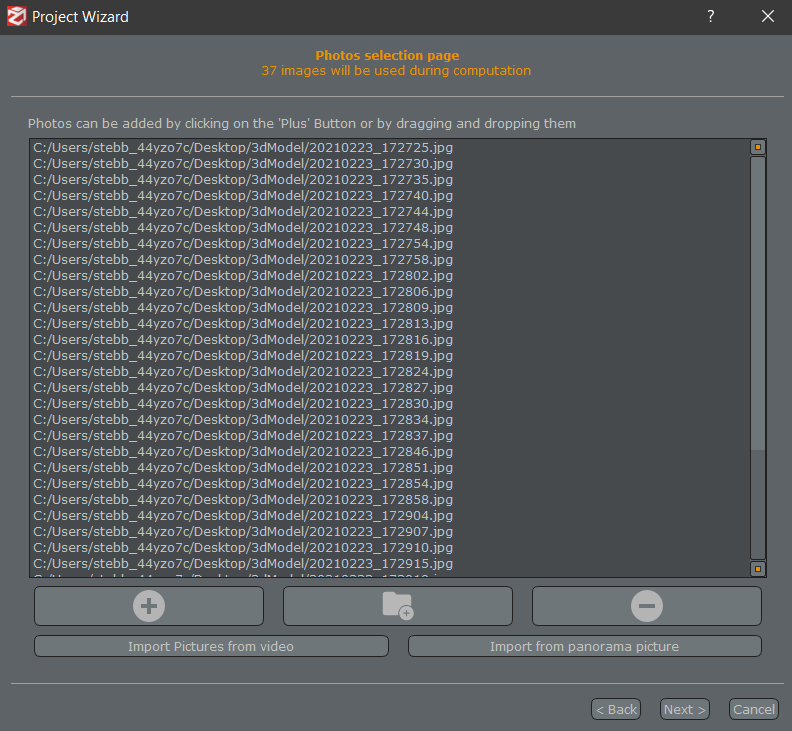 Project Wizard
?
Photos selection page
37 images will be used during computation
Photos can be added by clicking on the 'Plus' Button or by dragging and dropping them
C:/Users/stebb_44yzo7c/Desktop/3dModel/20210223_172725.jpg
C:/Users/stebb_44yzo7c/Desktop/3dModel/20210223_172730.jpg
C:/Users/stebb_44yzo7c/Desktop/3dModel/20210223_172735.jpg
C:/Users/stebb_44yzo7c/Desktop/3dModel/20210223_172740.jpg
C:/Users/stebb_44yzo7c/Desktop/3dModel/20210223_172744.jpg
C:/Users/stebb_44yzo7c/Desktop/3dModel/20210223_172748.jpg
C:/Users/stebb_44yzo7c/Desktop/3dModel/20210223_172754.jpg
C:/Users/stebb_44yzo7c/Desktop/3dModel/20210223_172758.jpg
C:/Users/stebb_44yzo7c/Desktop/3dModel/20210223_172802.jpg
C:/Users/stebb_44yzo7c/Desktop/3dModel/20210223_172806.jpg
C:/Users/stebb_44yzo7c/Desktop/3dModel/20210223_172809.jpg
C:/Users/stebb_44yzo7c/Desktop/3dModel/20210223_172813.jpg
C:/Users/stebb_44yzo7c/Desktop/3dModel/20210223_172816.jpg
C:/Users/stebb_44yzo7c/Desktop/3dModel/20210223_172819.jpg
C:/Users/stebb_44yzo7c/Desktop/3dModel/20210223_172824.jpg
C:/Users/stebb_44yzo7c/Desktop/3dModel/20210223_172827.jpg
C:/Users/stebb_44yzo7c/Desktop/3dModel/20210223_172830.jpg
C:/Users/stebb_44yzo7c/Desktop/3dModel/20210223_172834.jpg
C:/Users/stebb_44yzo7c/Desktop/3dModel/20210223_172837.jpg
C:/Users/stebb_44yzo7c/Desktop/3dModel/20210223_172846.jpg
C:/Users/stebb_44yzo7c/Desktop/3dModel/20210223_172851.jpg
C:/Users/stebb_44yzo7c/Desktop/3dModel/20210223_172854.jpg
C:/Users/stebb_44yzo7c/Desktop/3dModel/20210223_172858.jpg
C:/Users/stebb_44yzo7c/Desktop/3dModel/20210223_172904.jpg
C:/Users/stebb_44yzo7c/Desktop/3dModel/20210223_172907.jpg
C:/Users/stebb_44yzo7c/Desktop/3dModel/20210223_172910.jpg
C:/Users/stebb_44yzo7c/Desktop/3dModel/20210223_172915.jpg
Import Pictures from video
Import from panorama picture
< Back
Next >
Cancel